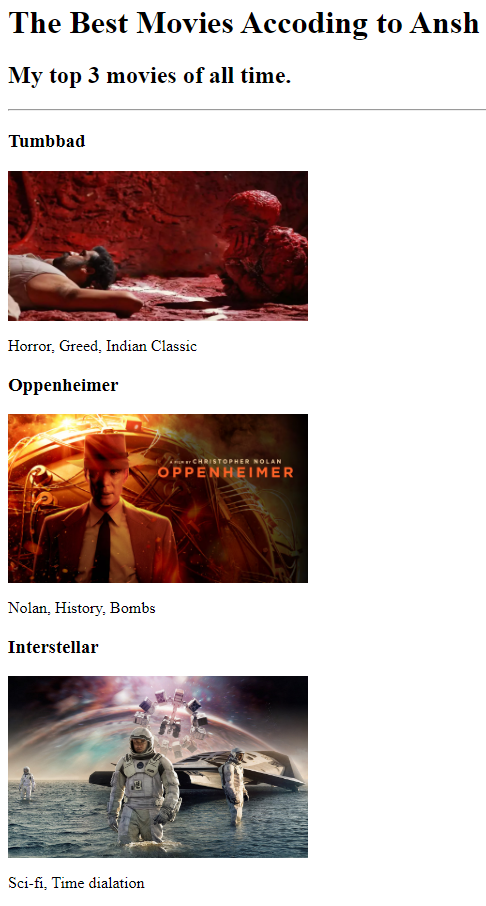 The Best Movies Accoding to Ansh
My top 3 movies of all time.
Tumbbad
Horror, Greed, Indian Classic
Oppenheimer
A FILM BY CHRISTOPHER NOLAN
OPPENHEIMER
Nolan, History, Bombs
Interstellar
Sci-fi, Time dialation